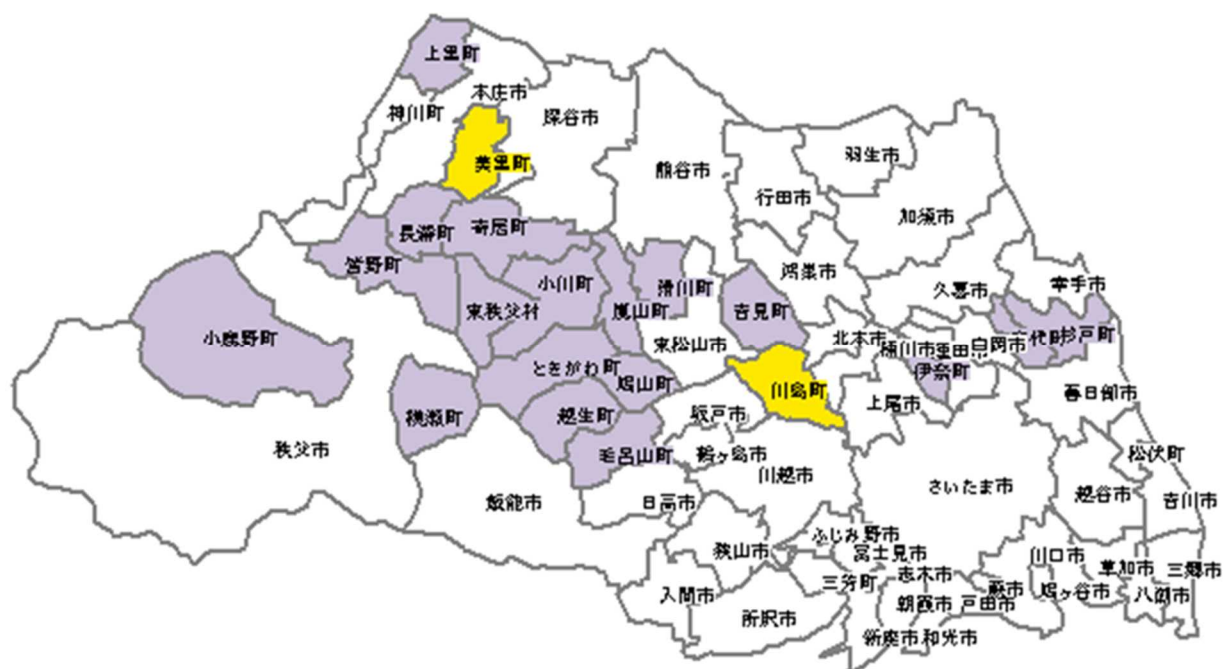 上里町
本庄市
神川町
深谷市
美里町
熊谷市
羽生市
行田市
加須市
長瀞町
寄居町
皆野町
小川町
滑川町
鴻巣市
久喜市
幸手市
東秩父村
嵐山町
吉見町
小鹿野町
東松山市
北本市
桶川市
白岡市
杉戸町
伊奈町
ときがわ町
鳩山町
川島町
上尾市
春日部市
横瀬町
越生町
坂戸市
秩父市
毛呂山町
鶴ヶ島市
川越市
さいたま市
松伏町
越谷市
吉川市
飯能市
日高市
狭山市
ふじみ野市
富士見市
川口市
草加市
三郷市
入間市
三芳町
志木市
蕨市
鳩ヶ谷市
八潮市
所沢市
朝霞市
戸田市
新座市
和光市